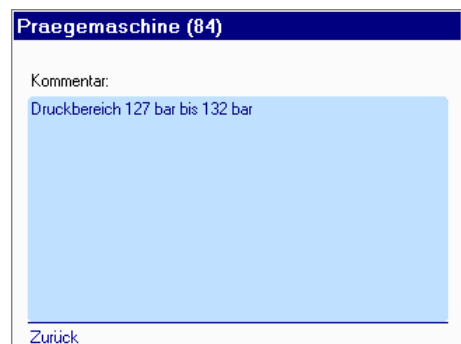 Praegemaschine (84)
Kommentar:
Druckbereich 127 bar bis 132 bar
Zurück